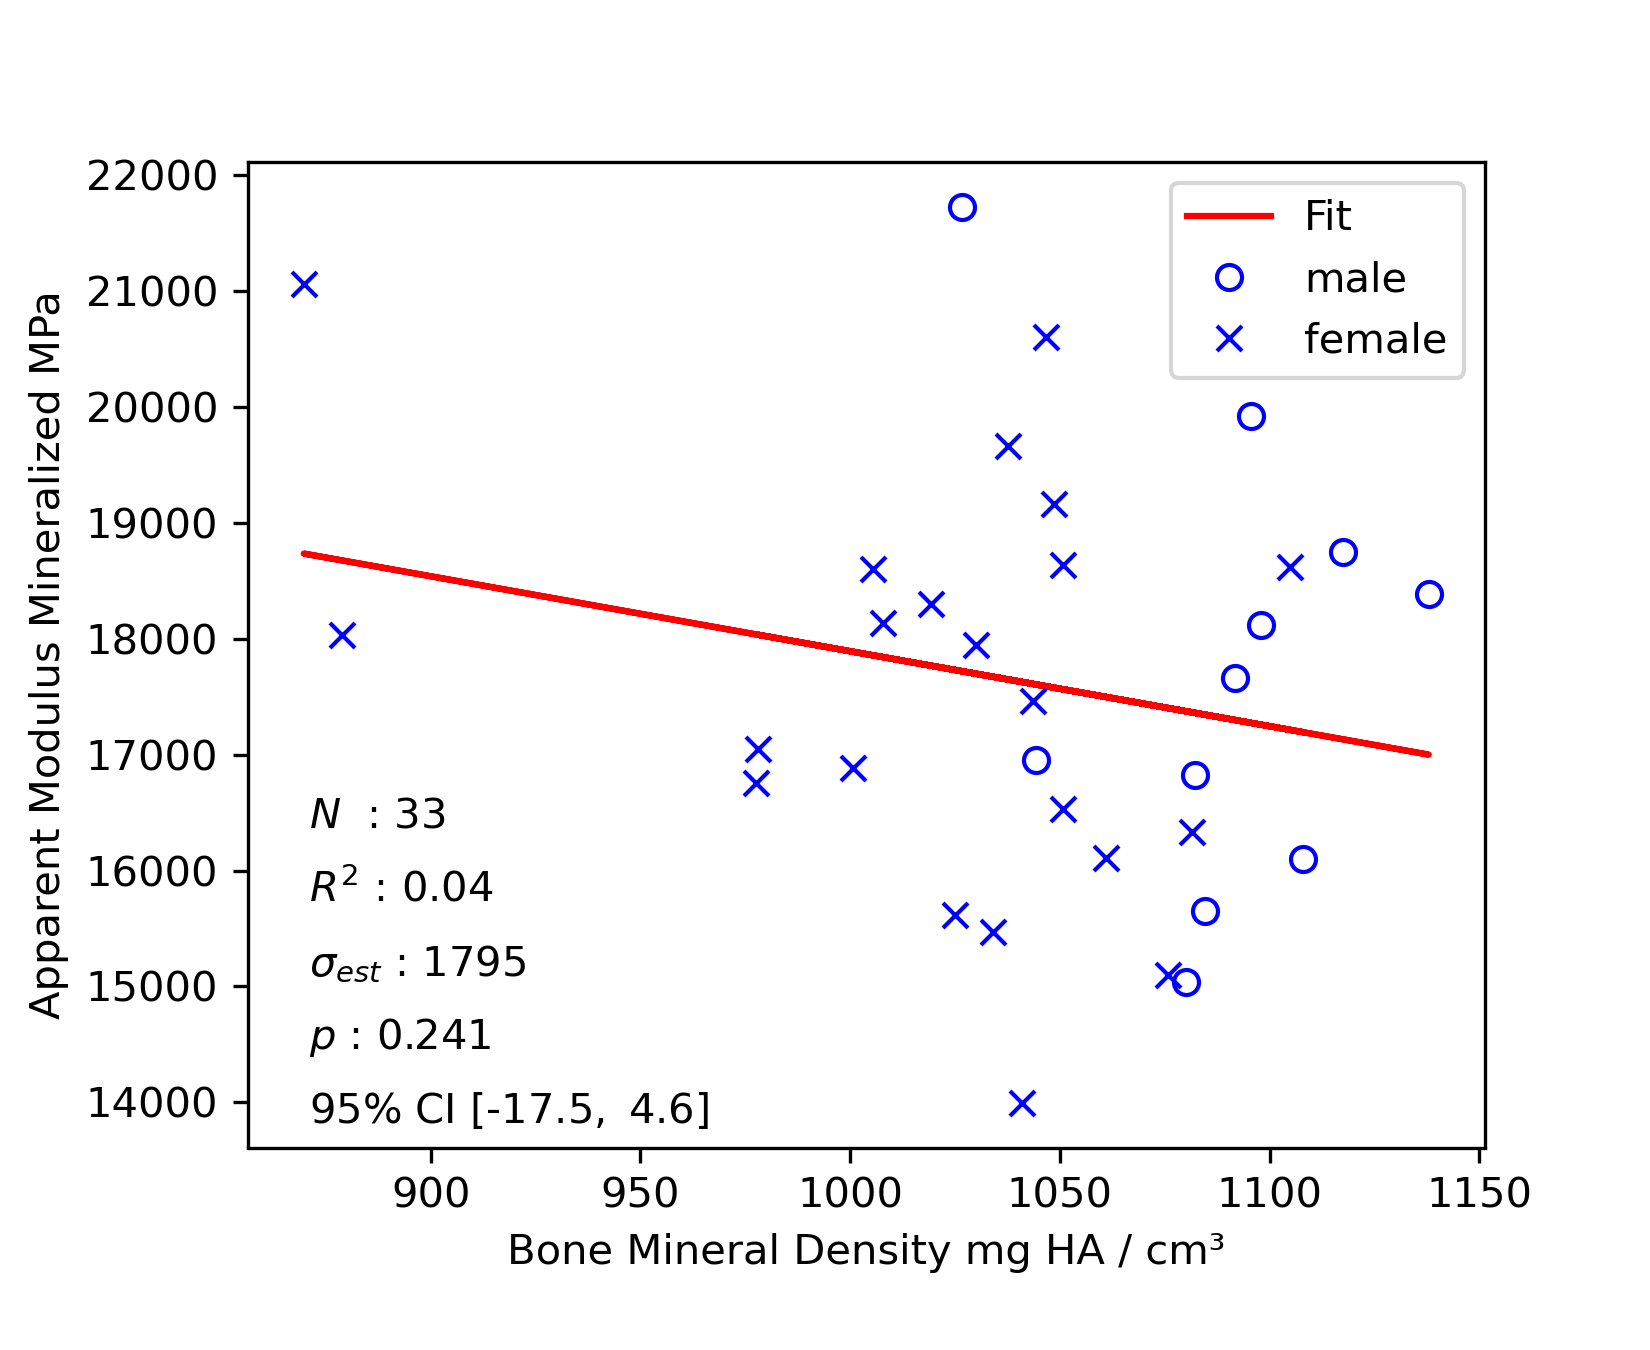 22000
21000
20000
19000
18000
17000
16000
15000
14000
Apparent Modulus Mineralized MPa
Fit
male
female
N : 33
R² : 0.04
σest : 1795
p : 0.241
95% CI [-17.5, 4.6]
900 950 1000 1050 1100 1150
Bone Mineral Density mg HA / cm³